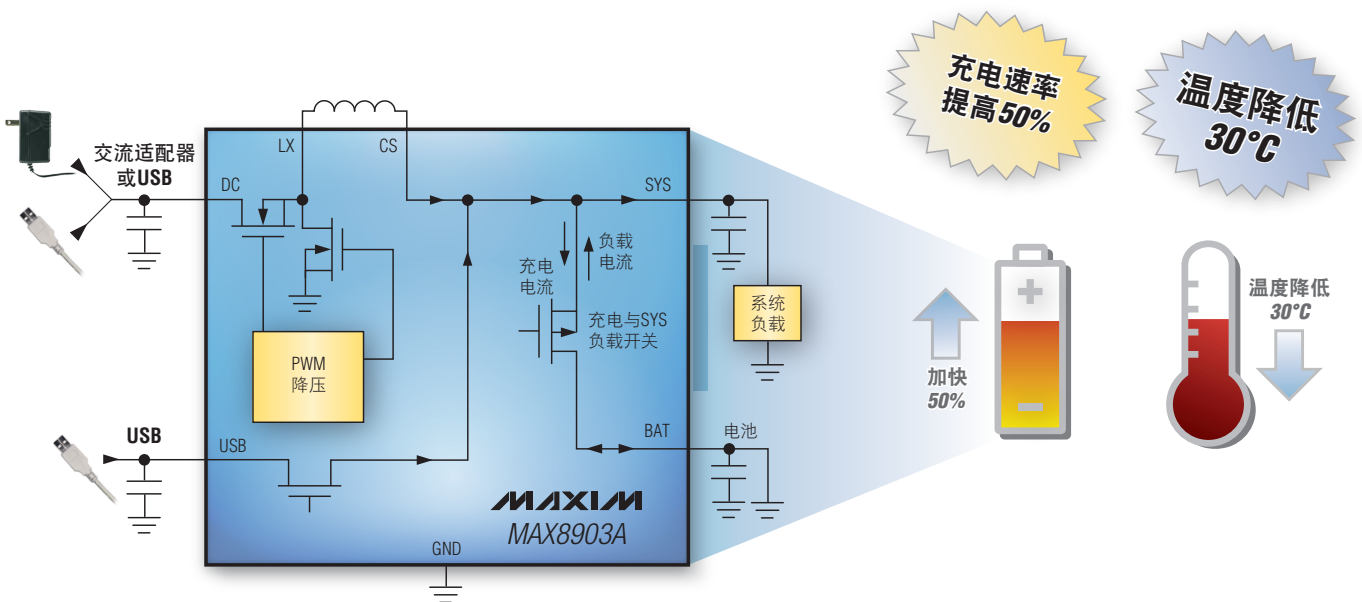 充电速率
提高50%
温度降低
30°C
交流适配器
或USB
LX
CS
DC
SYS
负载
电流
充电
电流
充电与SYS
负载开关
系统
负载
PWM
降压
温度降低
30°C
加快
50%
USB
USB
BAT
电池
MAXIM
MAX8903A
GND